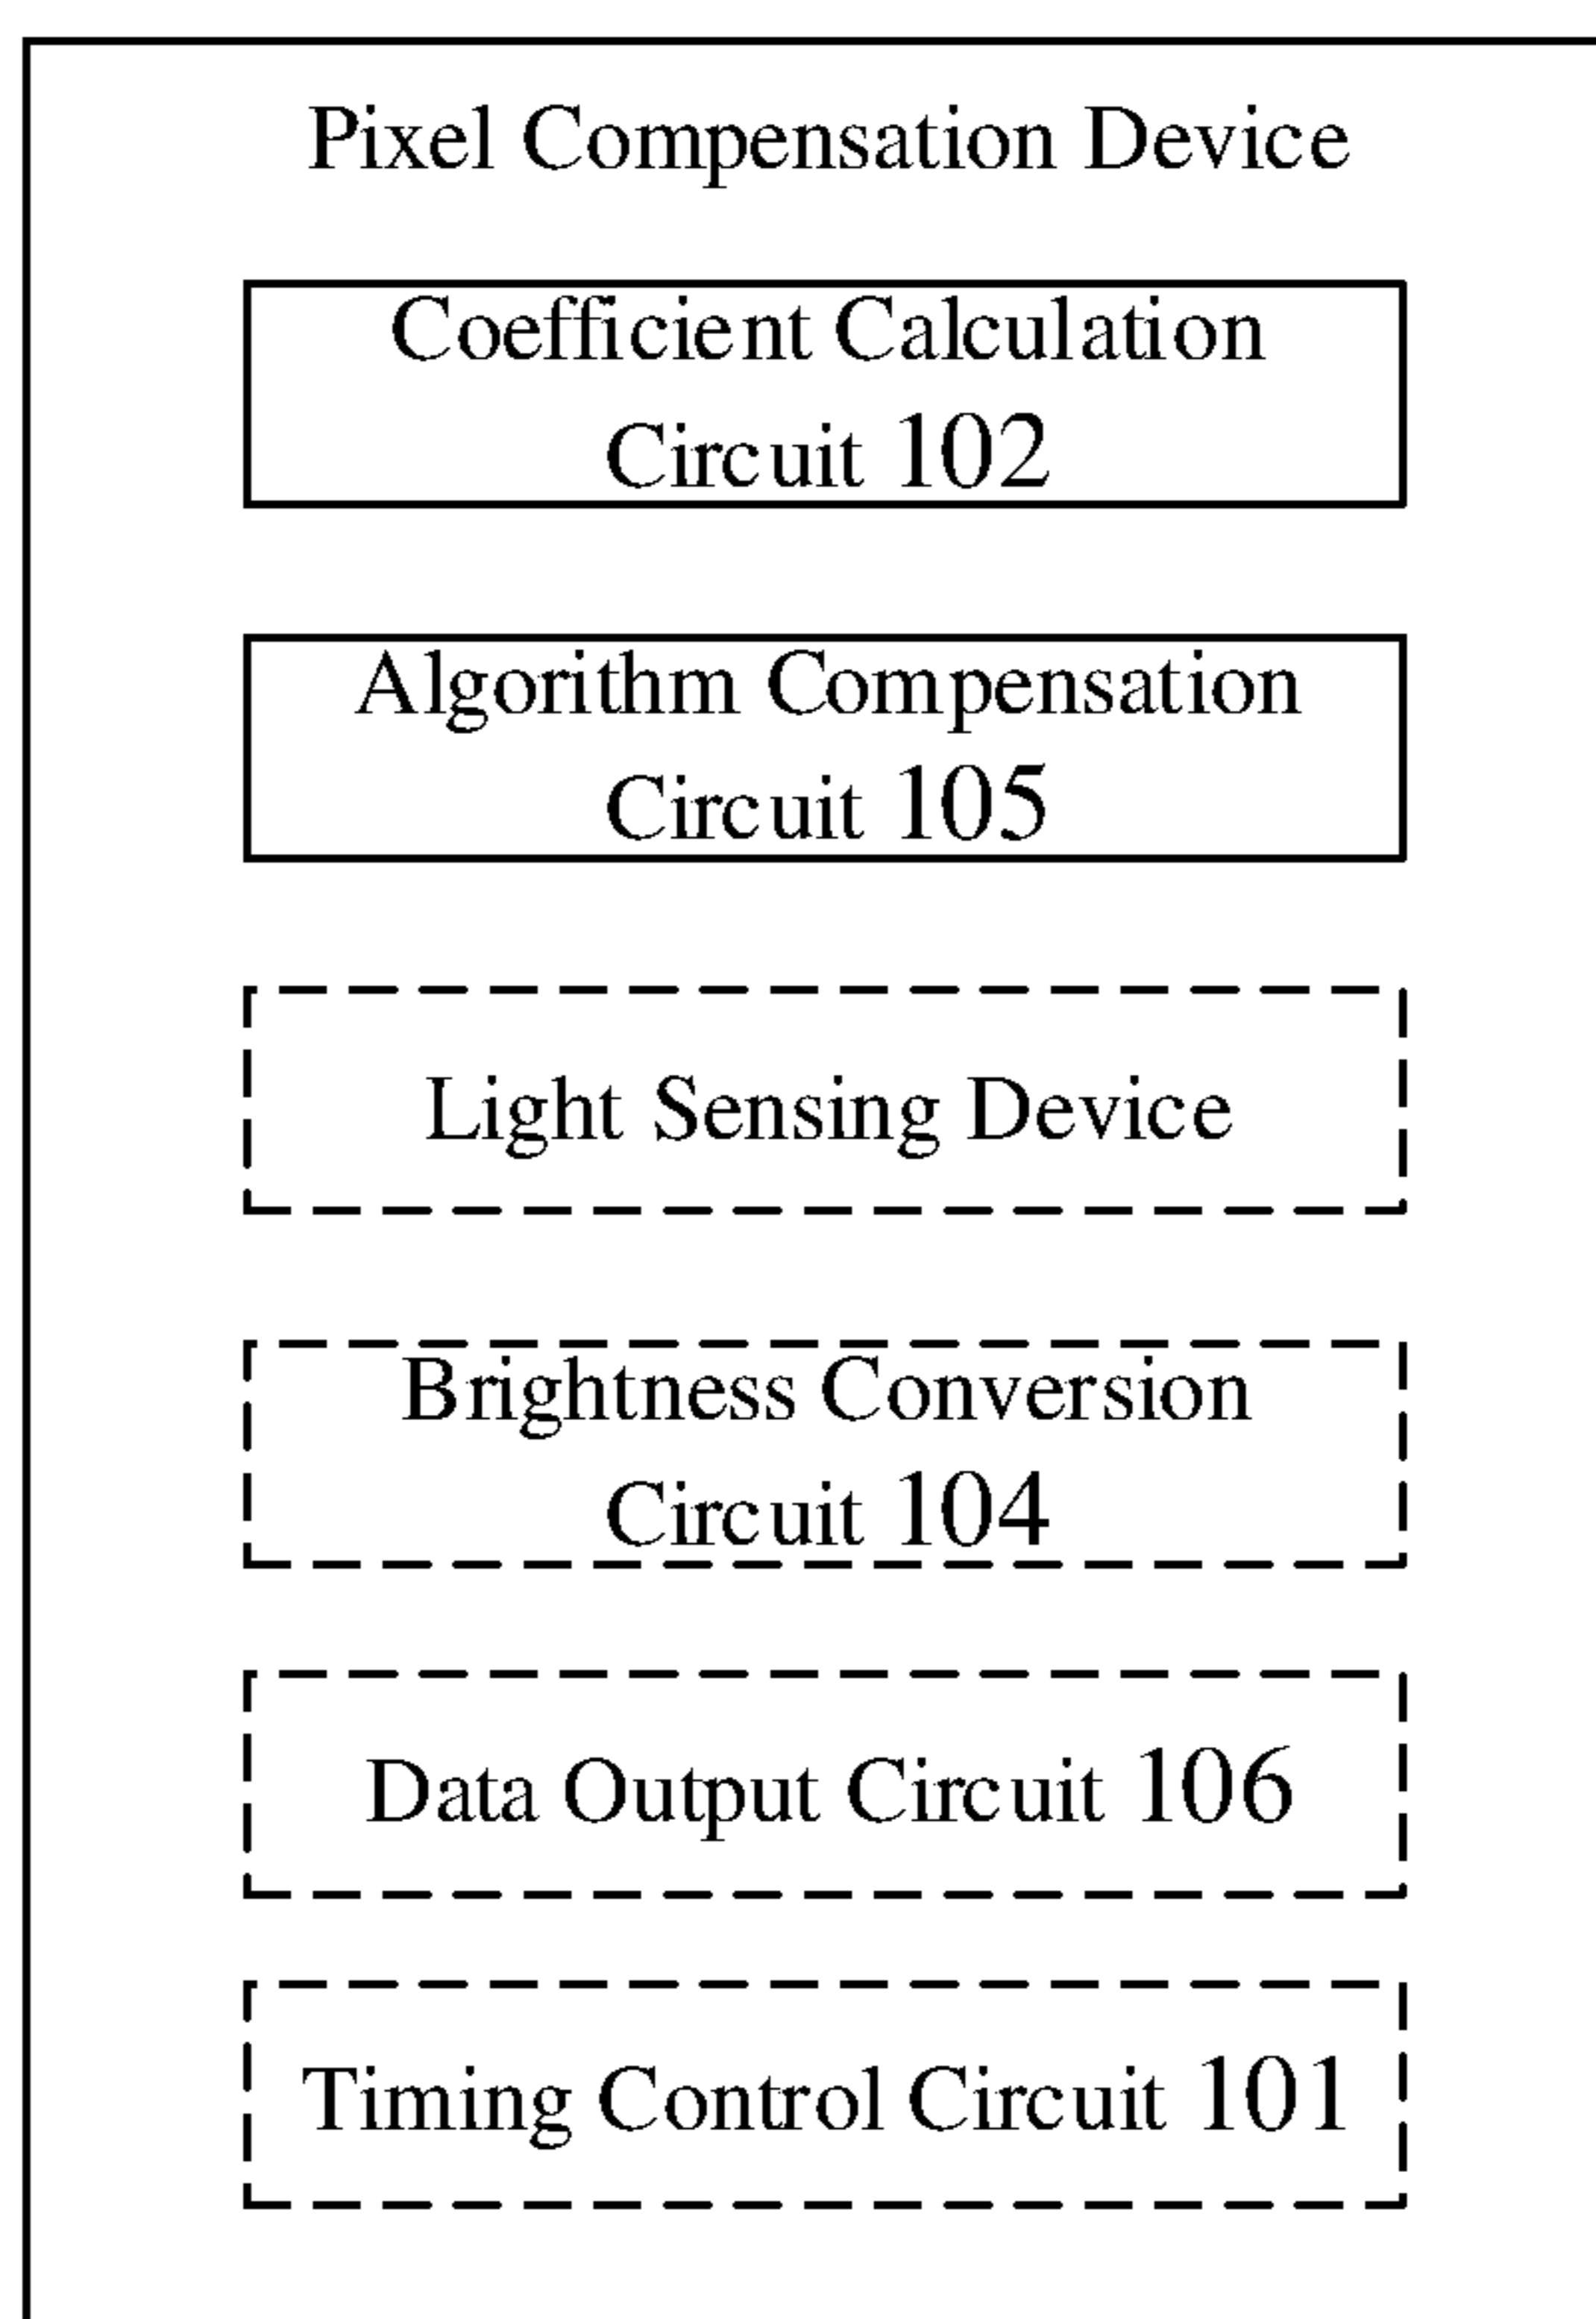 Pixel Compensation Device
Coefficient Calculation
Circuit 102
Algorithm Compensation
Circuit 105
Light Sensing Device
Brightness Conversion
Circuit 104
Data Output Circuit 106
Timing Control Circuit 101